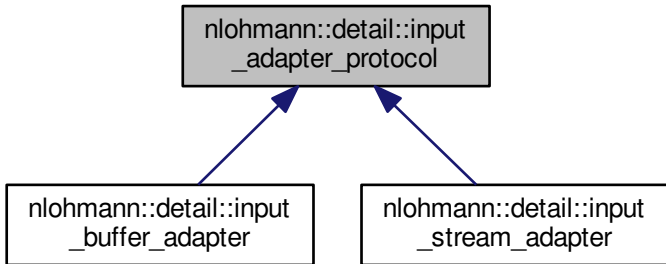 nlohmann::detail::input
_adapter_protocol
nlohmann::detail::input
_buffer_adapter
nlohmann::detail::input
_stream_adapter